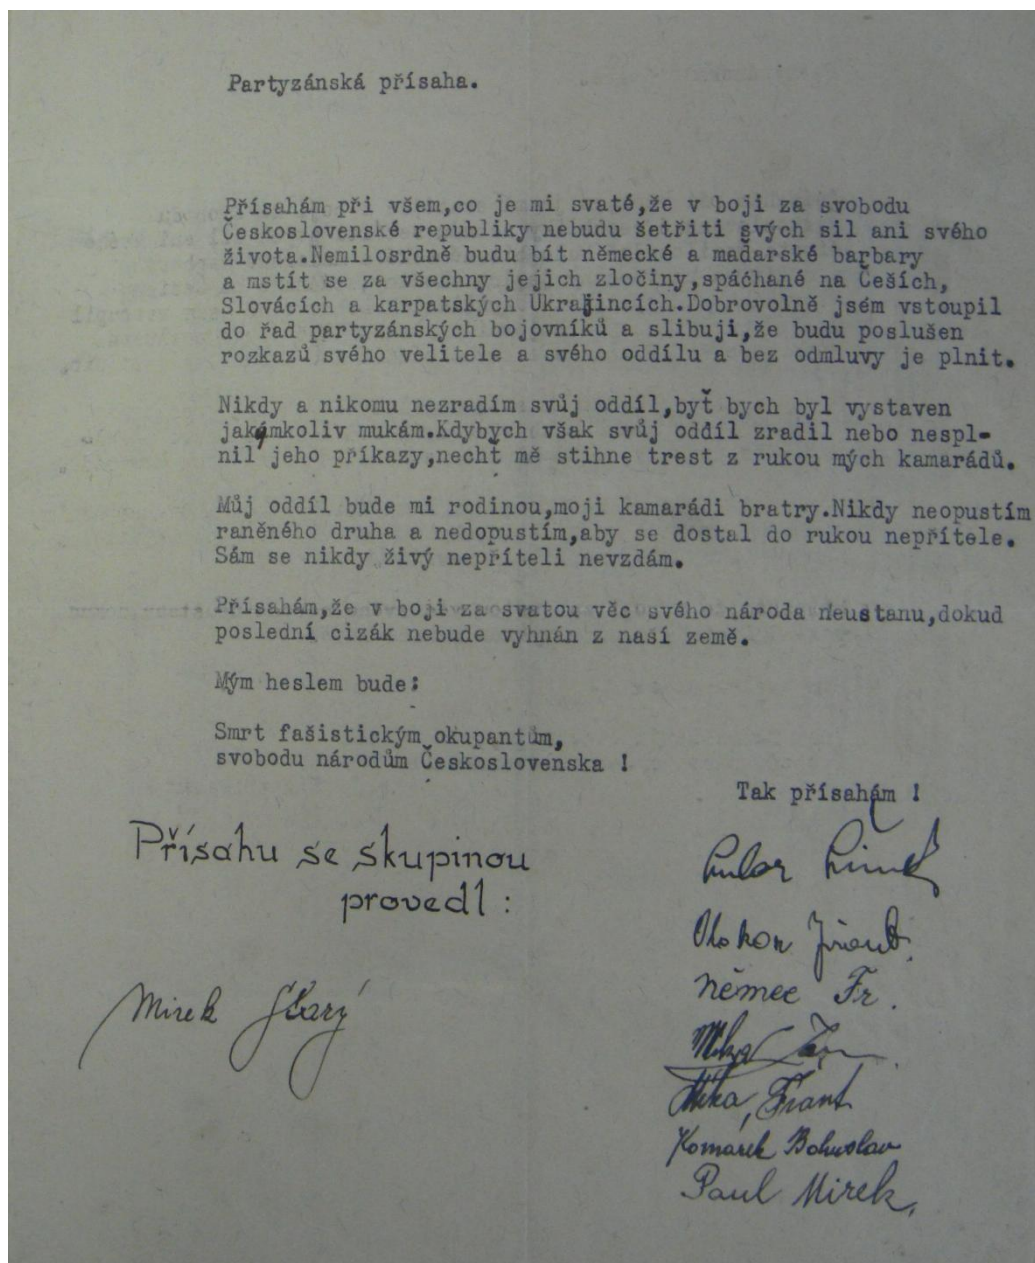 Partyzánská přísaha.
Přísahám při všem,co je mi svaté,že v boji za svobodu
Československé republiky nebudu šetřiti svých sil ani svého
života.Nemilosrdně budu bít německé a maďarské barbary
a mstít se za všechny jejich zločiny,spáchané na Češích,
Slovácích a karpatských Ukrajincích.Dobrovolně jsem vstoupil
do řad partyzánských bojovníků a slibuji,že budu poslušen
rozkazů svého velitele a svého oddílu a bez odmluvy je plnit.
Nikdy a nikomu nezradím svůj oddíl,byť bych byl vystaven
jakýmkoliv mukám.Kdybych však svůj oddíl zradil nebo nespl-
nil jeho příkazy,nechť mě stihne trest z rukou mých kamarádů.
Můj oddíl bude mi rodinou,moji kamarádi bratry.Nikdy neopustím
raněného druha a nedopustím,aby se dostal do rukou nepřítele.
Sám se nikdy živý nepříteli nevzdám.
Přísahám,že v boji za svatou věc svého národa neustanu,dokud
poslední cizák nebude vyhnán z nasí země.
Mým heslem bude:
Smrt fašistickým okupantům,
svobodu národům Československa !
Tak přísahám !
Přísahu se skupinou
provedl :
Mirek Starý
Němec Fr.
Míka, Frant
Komárek Bohuslav
Paul Mirek.